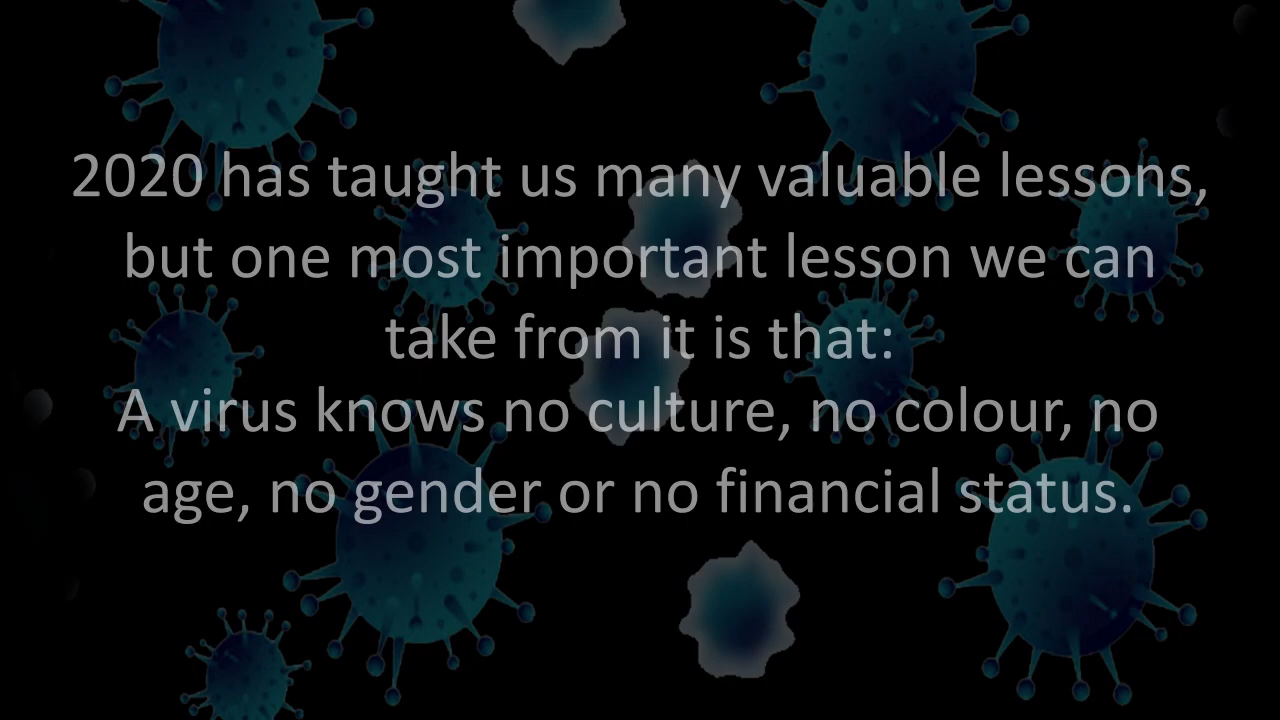 2020 has taught us many valuable lessons,
but one most important lesson we can
take from it is that:
A virus knows no culture, no colour, no
age, no gender or no financial status.